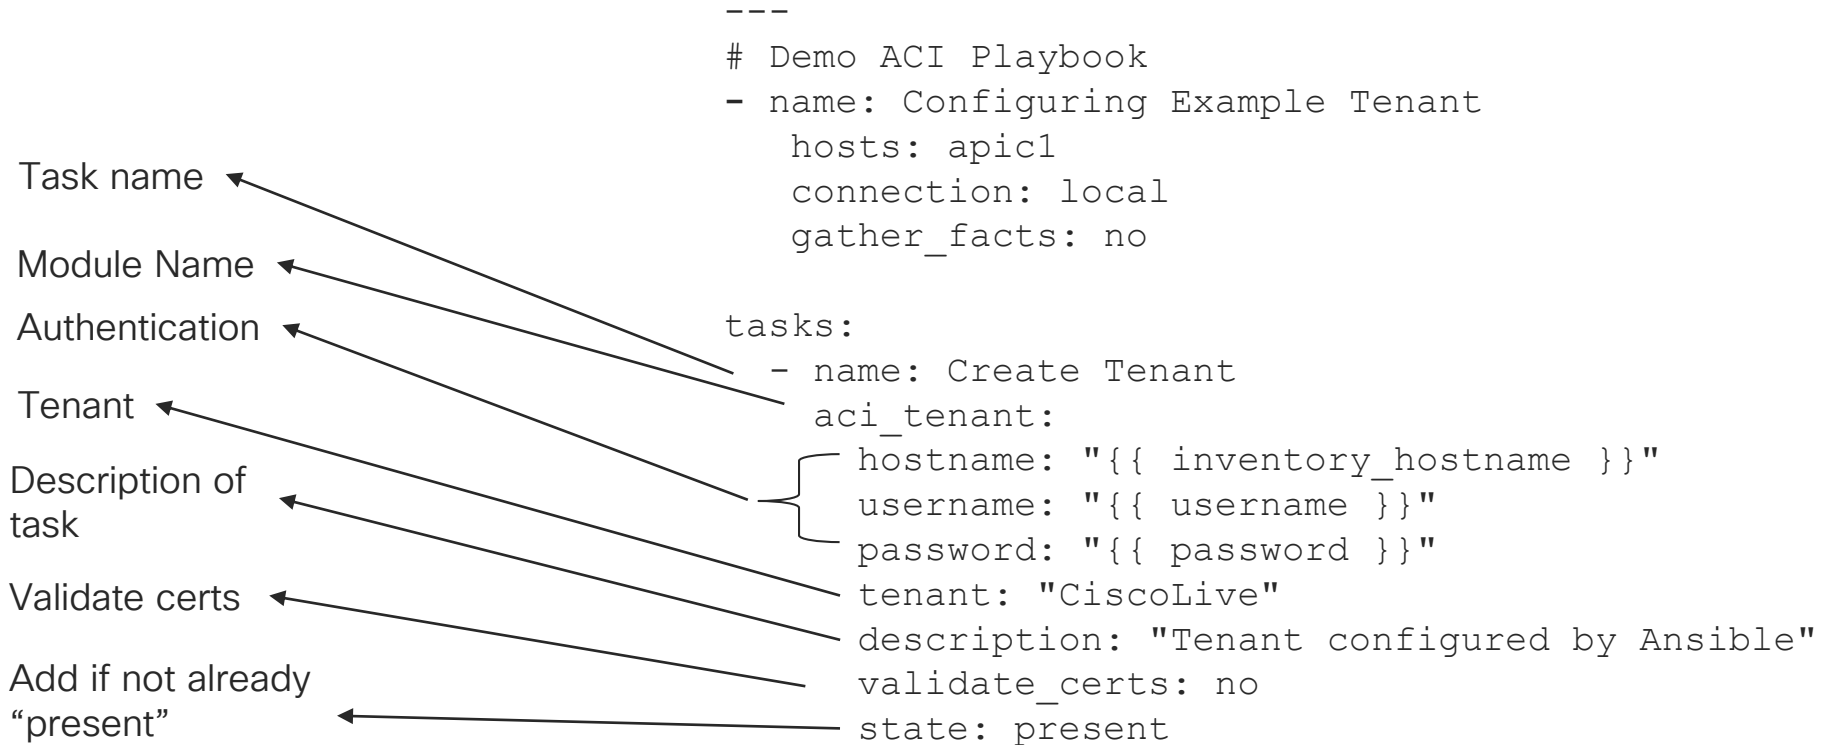 ---
# Demo ACI Playbook
- name: Configuring Example Tenant
hosts: apic1
connection: local
gather_facts: no
tasks:
- name: Create Tenant
aci_tenant:
hostname: "{{ inventory_hostname }}"
username: "{{ username }}"
password: "{{ password }}"
tenant: "CiscoLive"
description: "Tenant configured by Ansible"
validate_certs: no
state: present
Task name
Module Name
Authentication
Tenant
Description of
task
Validate certs
Add if not already
“present”